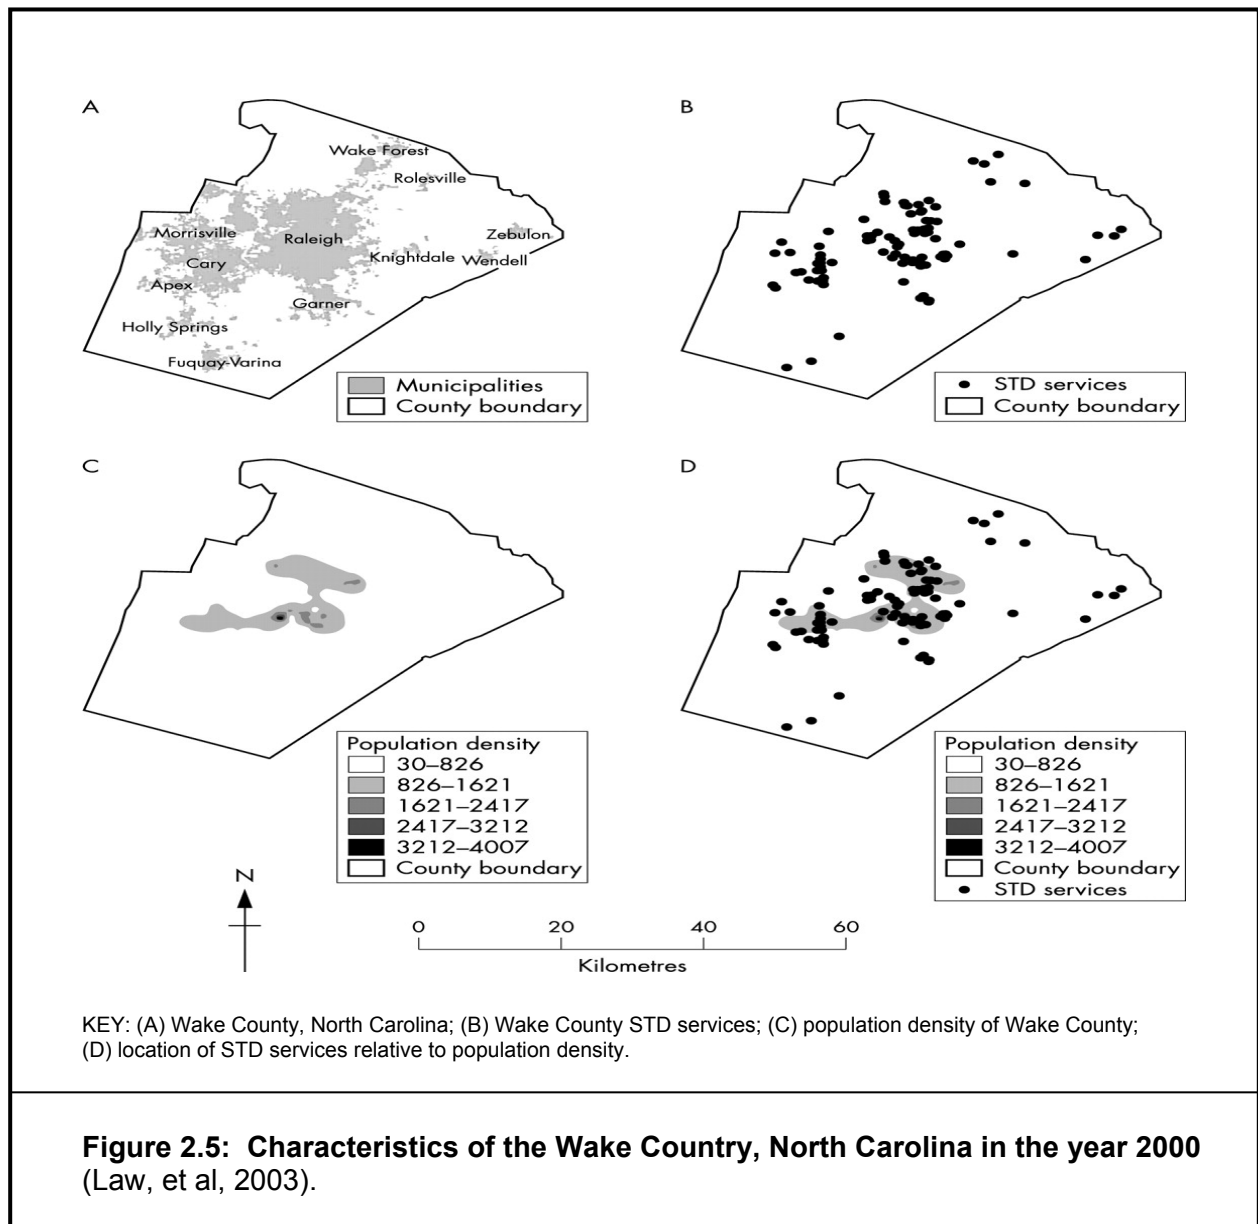 A
Wake Forest
Rolesville
Morrisville
Raleigh
Zebulon
Cary
Knightdale
Wendell
Apex
Garner
Holly Springs
Fuquay-Varina
Municipalities
County boundary
B
STD services
County boundary
C
Population density
30–826
826–1621
1621–2417
2417–3212
3212–4007
County boundary
D
Population density
30–826
826–1621
1621–2417
2417–3212
3212–4007
County boundary
STD services
N
0 20 40 60
Kilometres
KEY: (A) Wake County, North Carolina; (B) Wake County STD services; (C) population density of Wake County;
(D) location of STD services relative to population density.
Figure 2.5: Characteristics of the Wake Country, North Carolina in the year 2000
(Law, et al, 2003).